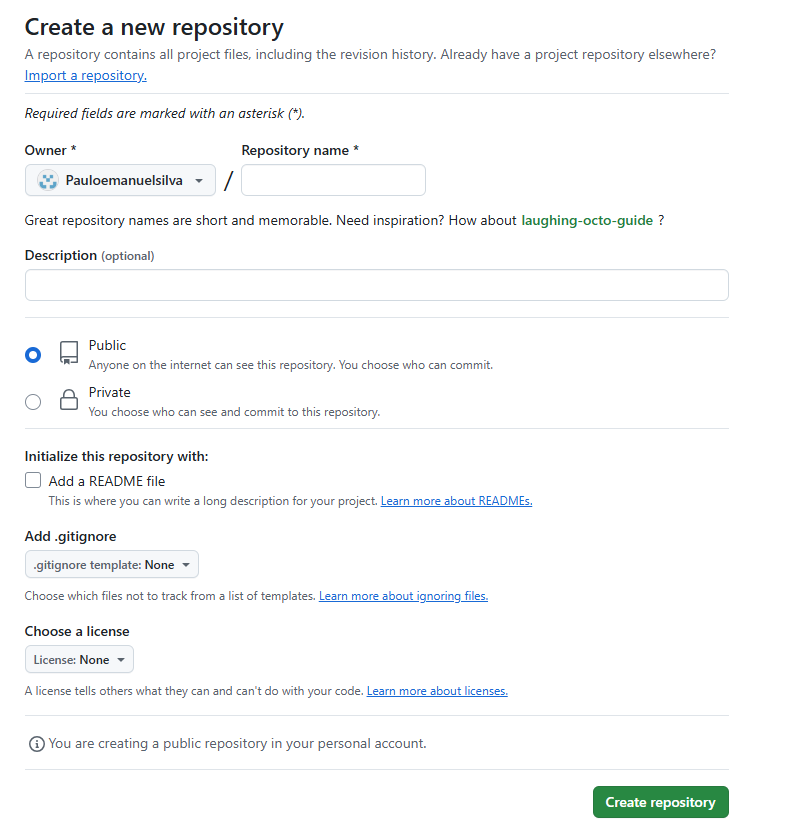 Create a new repository
A repository contains all project files, including the revision history. Already have a project repository elsewhere?
Import a repository.
Required fields are marked with an asterisk (*).
Owner * Repository name *
Pauloemanuelsilva /
Great repository names are short and memorable. Need inspiration? How about laughing-octo-guide ?
Description (optional)
Public
Anyone on the internet can see this repository. You choose who can commit.
Private
You choose who can see and commit to this repository.
Initialize this repository with:
Add a README file
This is where you can write a long description for your project. Learn more about READMEs.
Add .gitignore
.gitignore template: None
Choose which files not to track from a list of templates. Learn more about ignoring files.
Choose a license
License: None
A license tells others what they can and can't do with your code. Learn more about licenses.
You are creating a public repository in your personal account.
Create repository